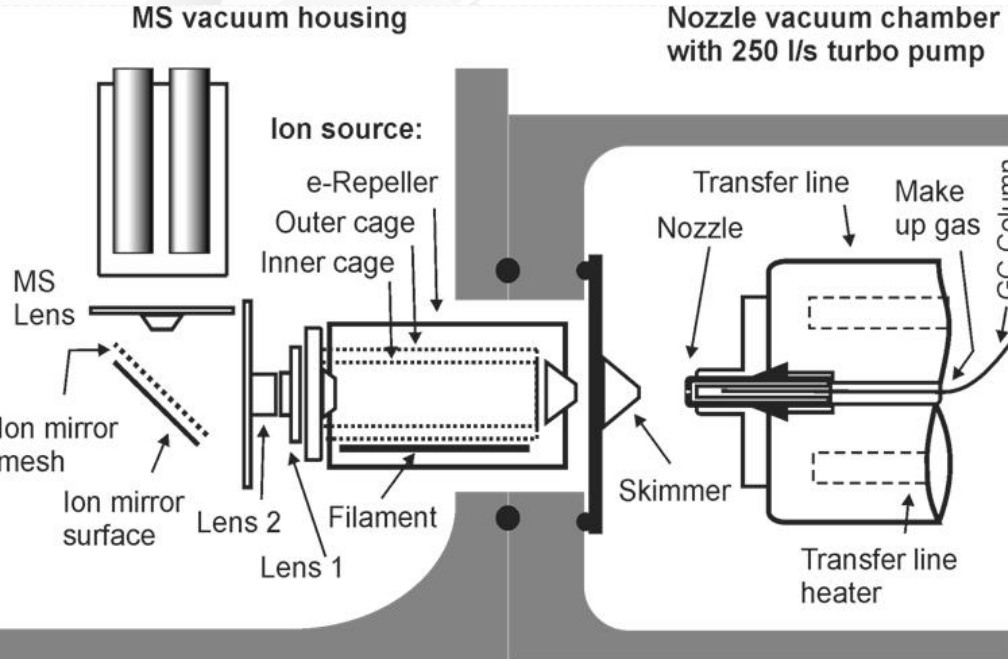 MS vacuum housing
Nozzle vacuum chamber
with 250 l/s turbo pump
Ion source:
e-Repeller
Outer cage
Inner cage
Transfer line
Make
up gas
GC Column
Nozzle
MS
Lens
Ion mirror
mesh
Ion mirror
surface
Lens 2
Lens 1
Filament
Skimmer
Transfer line
heater